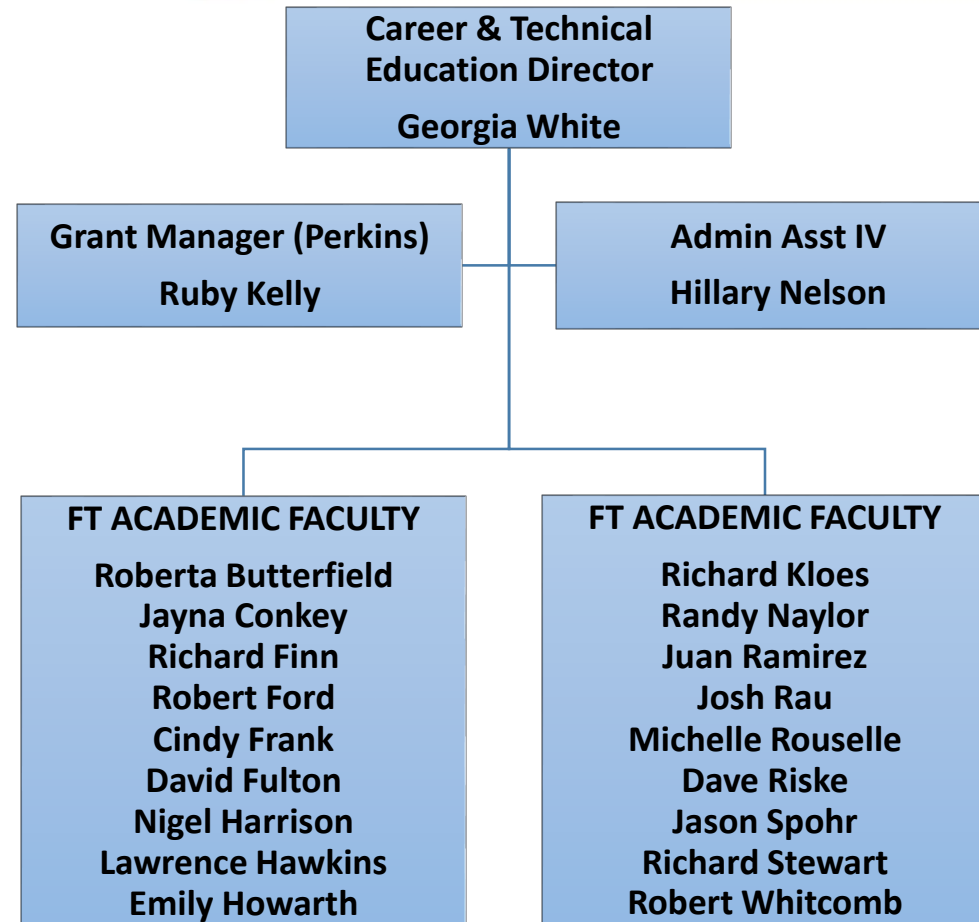 Career & Technical
Education Director
Georgia White
Grant Manager (Perkins)
Ruby Kelly
Admin Asst IV
Hillary Nelson
FT ACADEMIC FACULTY
Roberta Butterfield
Jayna Conkey
Richard Finn
Robert Ford
Cindy Frank
David Fulton
Nigel Harrison
Lawrence Hawkins
Emily Howarth
FT ACADEMIC FACULTY
Richard Kloes
Randy Naylor
Juan Ramirez
Josh Rau
Michelle Rouselle
Dave Riske
Jason Spohr
Richard Stewart
Robert Whitcomb